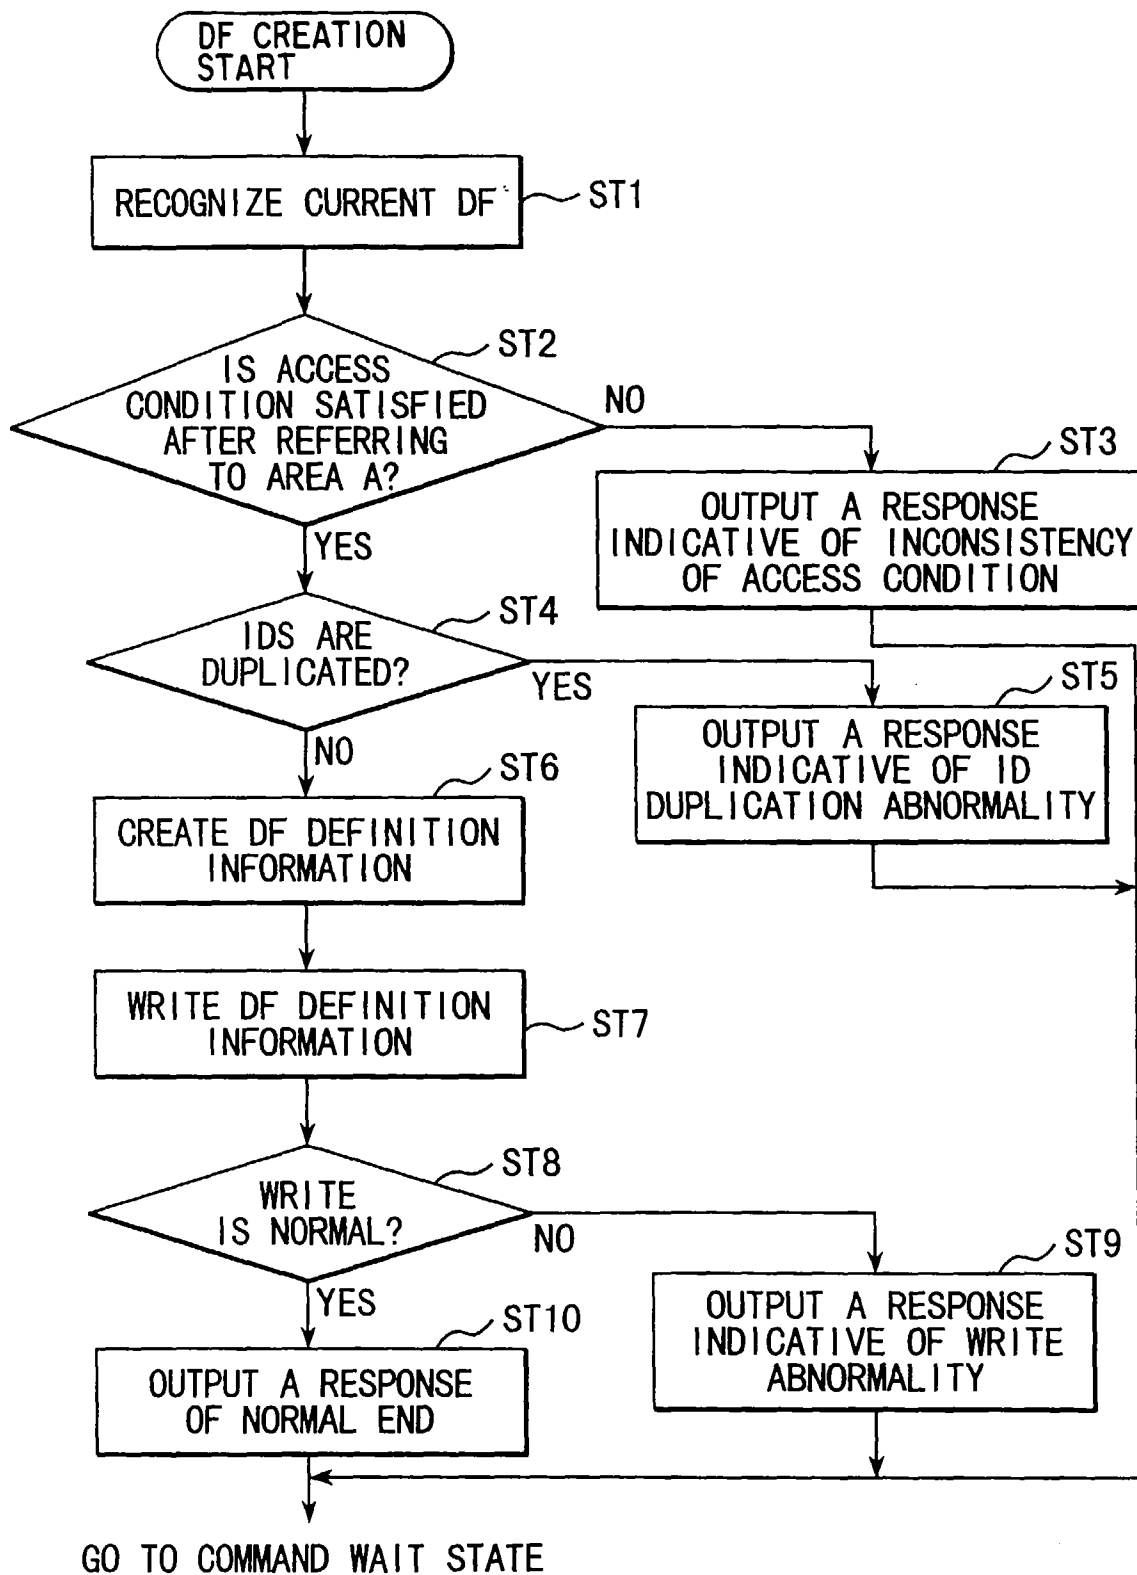 DF CREATION
START
RECOGNIZE CURRENT DF
ST1
IS ACCESS
CONDITION SATISFIED
AFTER REFERRING
TO AREA A?
ST2
NO
YES
ST3
OUTPUT A RESPONSE
INDICATIVE OF INCONSISTENCY
OF ACCESS CONDITION
IDS ARE
DUPLICATED?
ST4
YES
NO
ST5
OUTPUT A RESPONSE
INDICATIVE OF ID
DUPLICATION ABNORMALITY
ST6
CREATE DF DEFINITION
INFORMATION
WRITE DF DEFINITION
INFORMATION
ST7
WRITE
IS NORMAL?
ST8
NO
YES
ST9
OUTPUT A RESPONSE
INDICATIVE OF WRITE
ABNORMALITY
ST10
OUTPUT A RESPONSE
OF NORMAL END
GO TO COMMAND WAIT STATE